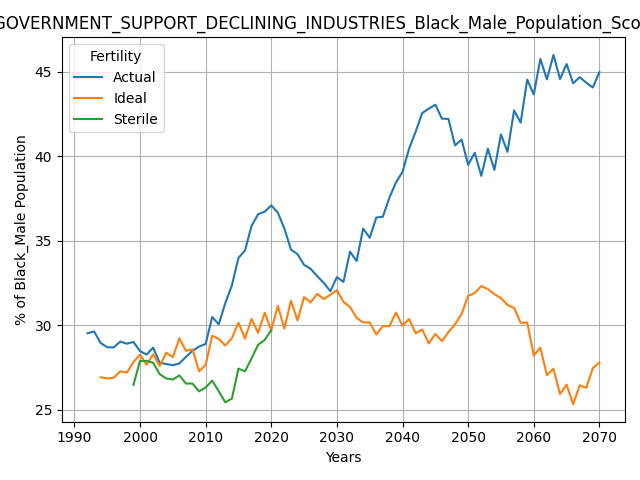 GOVERNMENT_SUPPORT_DECLINING_INDUSTRIES_Black_Male_Population_Sco
Fertility
Actual
Ideal
Sterile
% of Black_Male Population
45
40
35
30
25
1990 2000 2010 2020 2030 2040 2050 2060 2070
Years